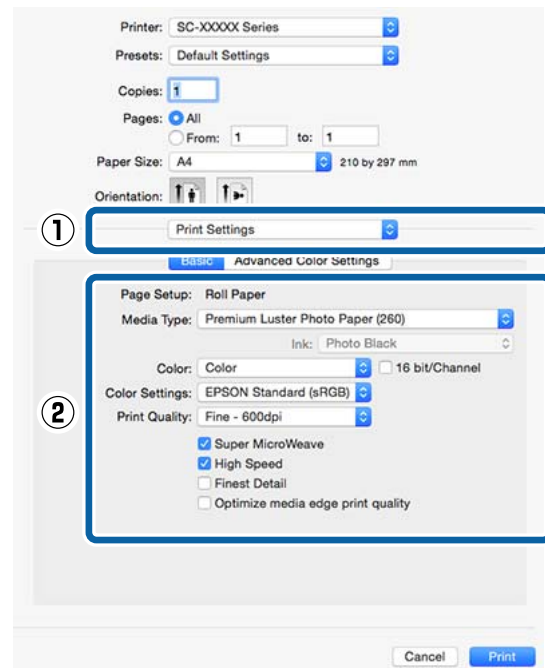 Printer: SC-XXXXX Series
Presets: Default Settings
Copies: 1
Pages: All
From: 1 to: 1
Paper Size: A4 210 by 297 mm
Orientation:
① Print Settings
Basic Advanced Color Settings
②
Page Setup: Roll Paper
Media Type: Premium Luster Photo Paper (260)
Ink: Photo Black
Color: Color 16 bit/Channel
Color Settings: EPSON Standard (sRGB)
Print Quality: Fine - 600dpi
Super MicroWeave
High Speed
Finest Detail
Optimize media edge print quality
Cancel Print